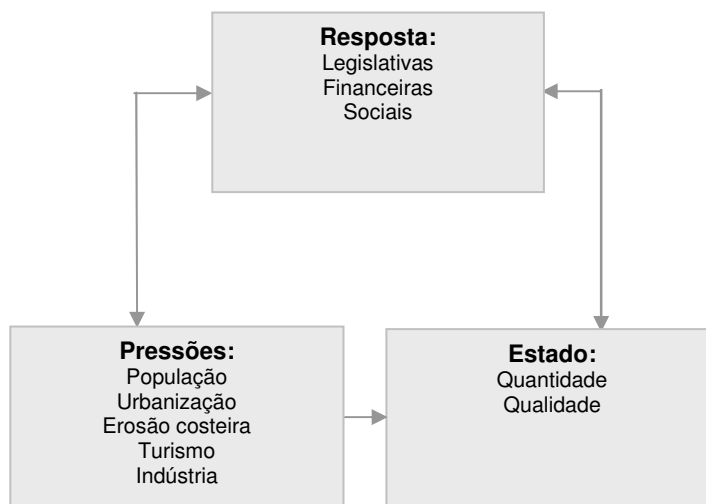 Resposta:
Legislativas
Financeiras
Sociais
Pressões:
População
Urbanização
Erosão costeira
Turismo
Indústria
Estado:
Quantidade
Qualidade